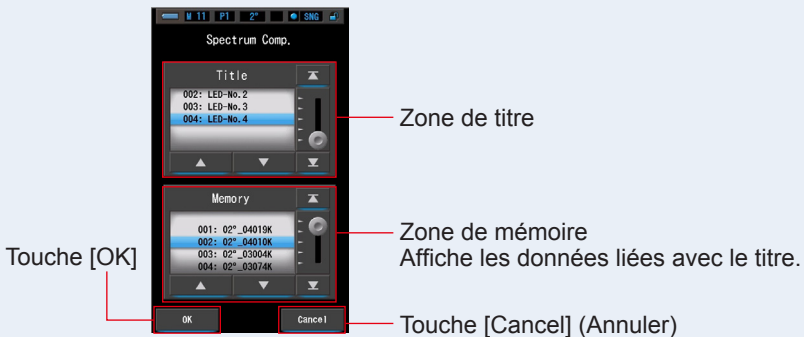 M 11 P1 2° SNG
Spectrum Comp.
Title
002: LED-No.2
003: LED-No.3
004: LED-No.4
Zone de titre
Memory
001: 02°_04019K
002: 02°_04010K
003: 02°_03004K
004: 02°_03074K
Zone de mémoire
Affiche les données liées avec le titre.
Touche [OK]
OK
Cancel
Touche [Cancel] (Annuler)